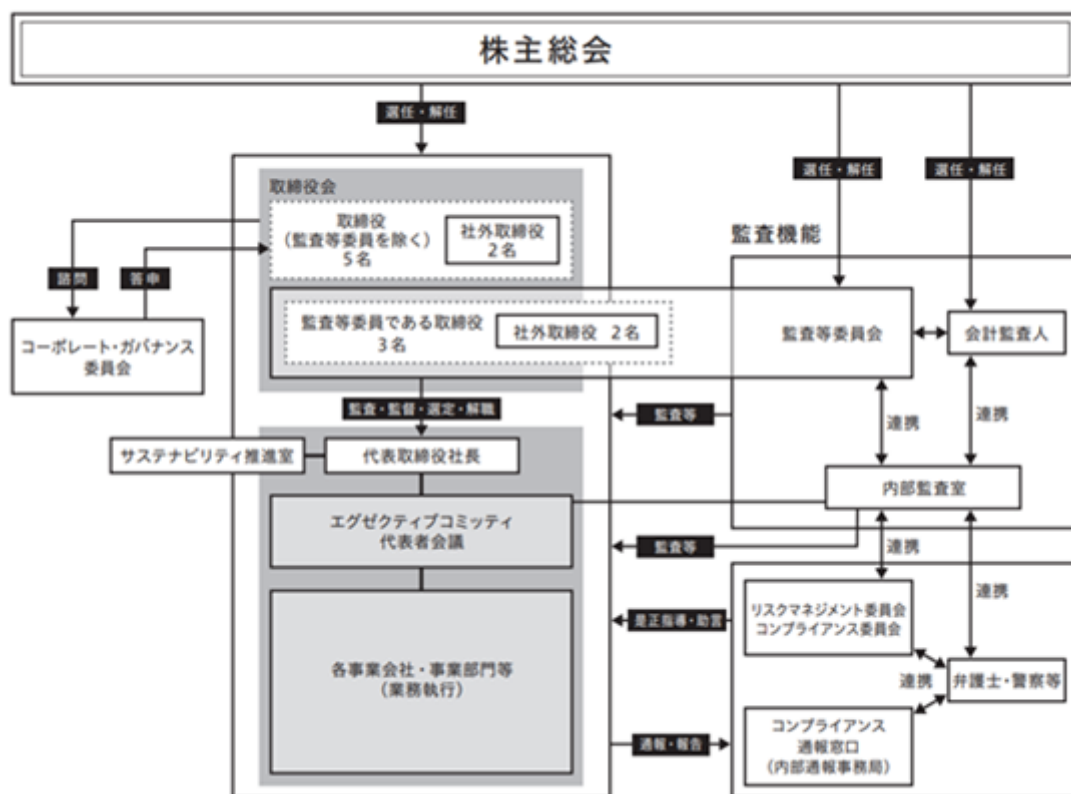 株主総会
選任・解任
選任・解任
選任・解任
取締役会
取締役
(監査等委員を除く)
5名
社外取締役
2名
監査機能
諮問
答申
コーポレート・ガバナンス
委員会
監査等委員である取締役
3名
社外取締役 2名
監査等委員会
会計監査人
監査・監督・選定・解職
監査等
連携
連携
サステナビリティ推進室
代表取締役社長
内部監査室
エグゼクティブコミッティ
代表者会議
監査等
連携
連携
リスクマネジメント委員会
コンプライアンス委員会
是正指導・助言
各事業会社・事業部門等
(業務執行)
連携
弁護士・警察等
通報・報告
コンプライアンス
通報窓口
(内部通報事務局)